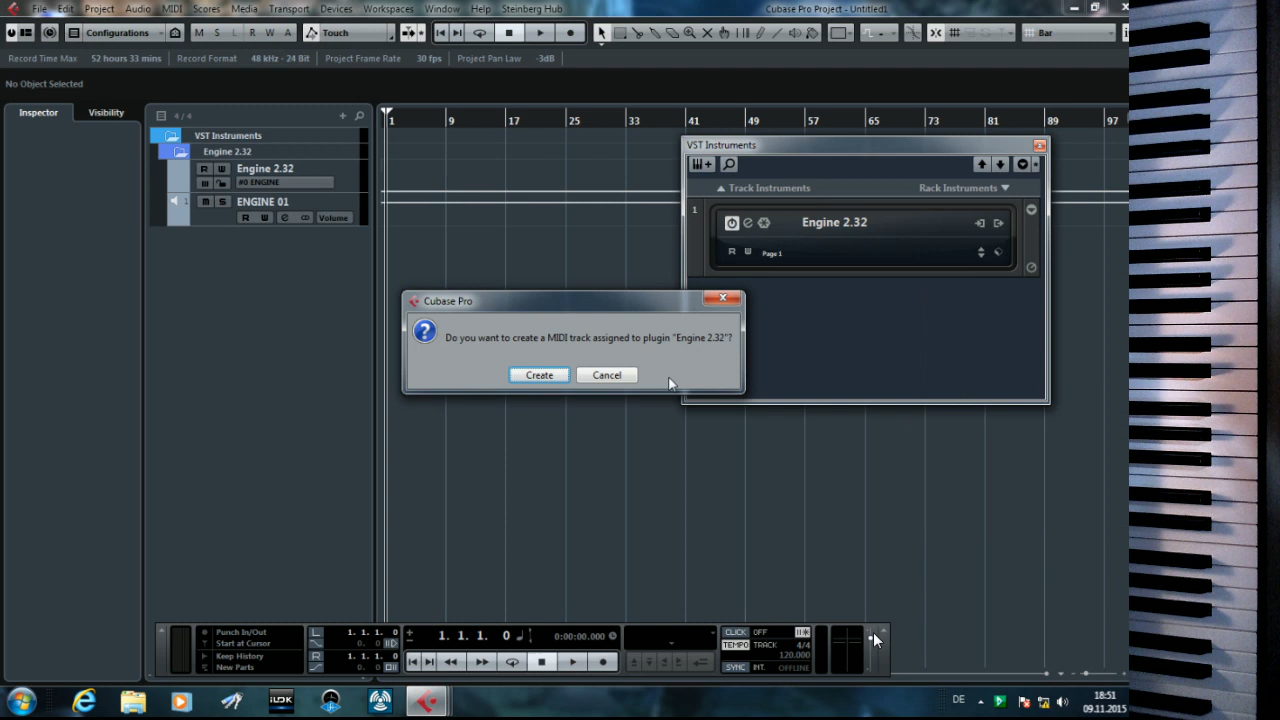 File Edit Project Audio MIDI Scores Media Transport Devices Workspaces Window Help Steinberg Hub Cubase Pro Project - Untitled1
Configurations M S L R W A Touch Bar
Record Time Max 52 hours 33 mins Record Format 48 kHz - 24 Bit Project Frame Rate 30 fps Project Pan Law -3dB
No Object Selected
Inspector Visibility 4 / 4
1 9 17 25 33 41 49 57 65 73 81 89 97
VST Instruments
Engine 2.32
R W Engine 2.32
#0 ENGINE
1 m S ENGINE 01
R W e Volume
VST Instruments
Track Instruments Rack Instruments
1 Engine 2.32
R W Page 1
Cubase Pro
Do you want to create a MIDI track assigned to plugin "Engine 2.32"?
Create Cancel
Punch In/Out L 1. 1. 1. 0 1. 1. 1. 0 0:00:00.000 CLICK OFF
Start at Cursor 0. 0 TEMPO TRACK 4/4
Keep History R 1. 1. 1. 0 120.000
New Parts 0. 0 SYNC INT. OFFLINE
iLOK DE 18:51
09.11.2015